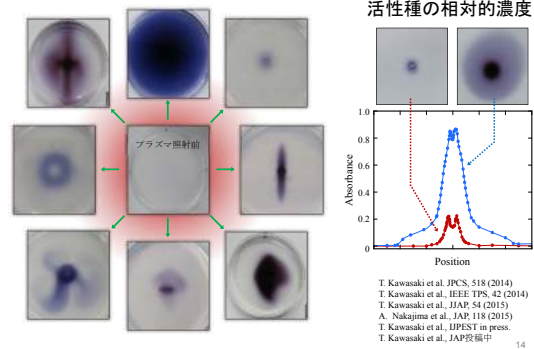 活性種の相対的濃度
プラズマ照射前
Absorbance
1.0
0.8
0.6
0.4
0.2
0
Position
T. Kawasaki et al. JPCS, 518 (2014)
T. Kawasaki et al., IEEE TPS, 42 (2014)
T. Kawasaki et al., JJAP, 54 (2015)
A. Nakajima et al., JAP, 118 (2015)
T. Kawasaki et al., IJPEST in press.
T. Kawasaki et al., JAP投稿中
14